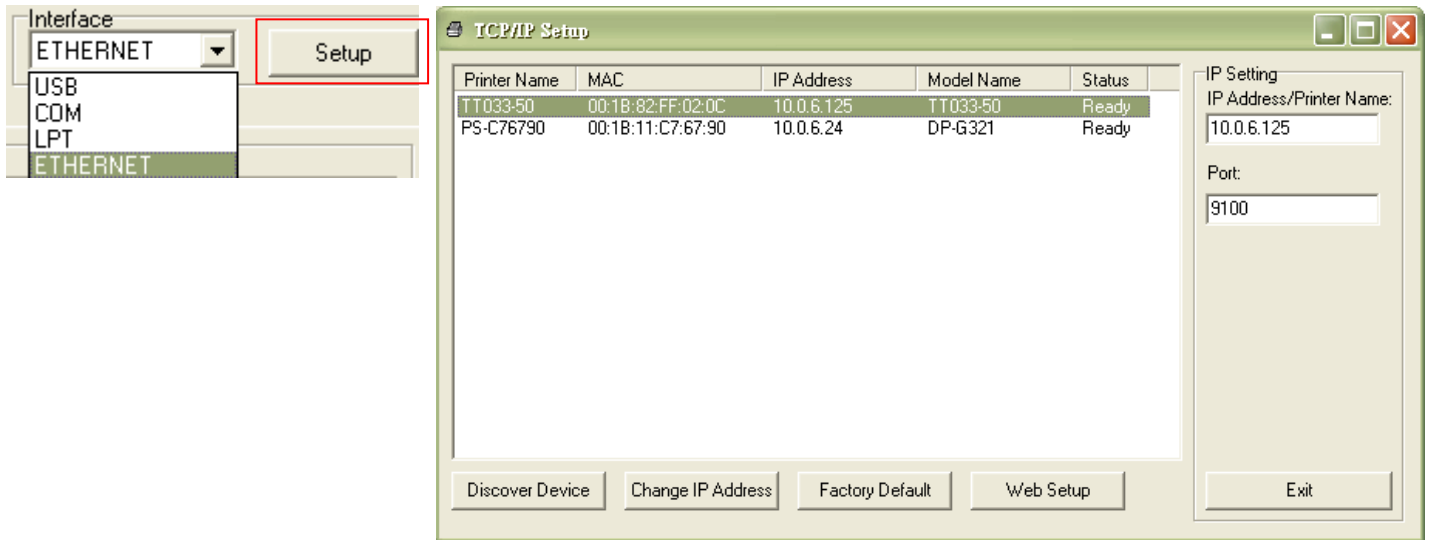 Interface
ETHERNET
Setup
USB
COM
LPT
ETHERNET
TCP/IP Setup
Printer Name MAC IP Address Model Name Status
TT033-50 00:1B:82:FF:02:0C 10.0.6.125 TT033-50 Ready
PS-C76790 00:1B:11:C7:67:90 10.0.6.24 DP-G321 Ready
IP Setting
IP Address/Printer Name:
10.0.6.125
Port:
9100
Discover Device Change IP Address Factory Default Web Setup Exit